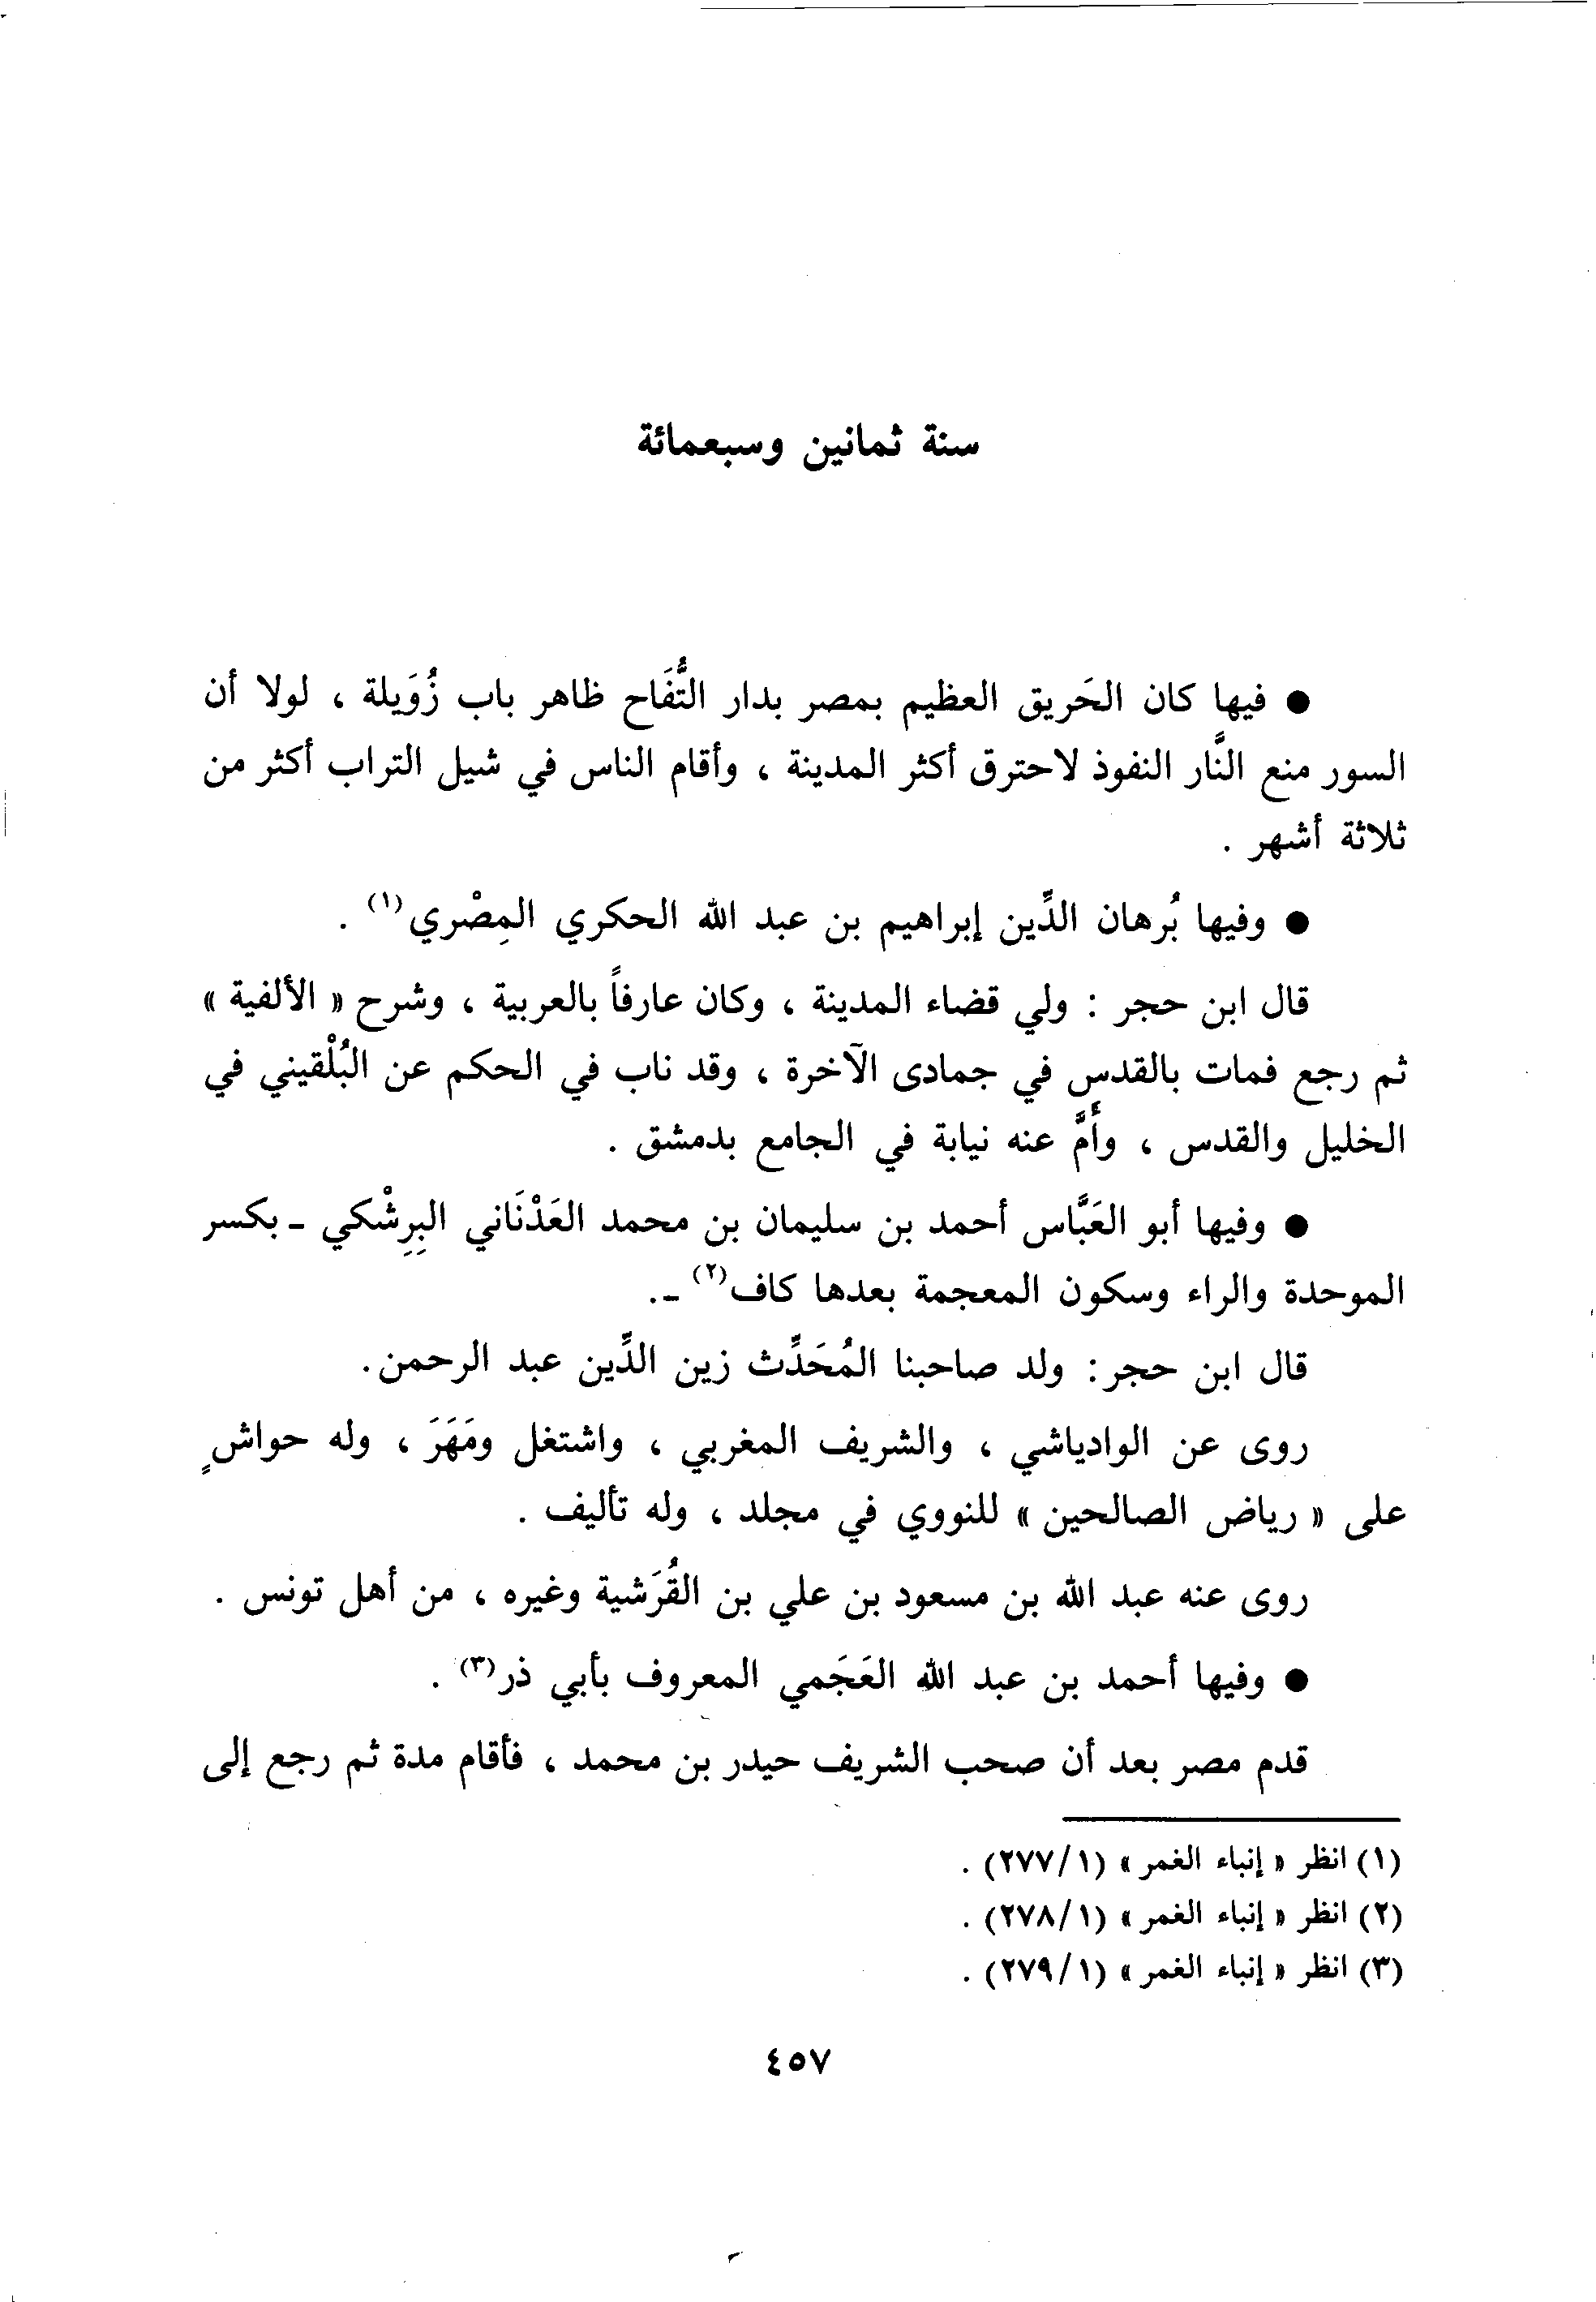 سنة ثمانين وسبعمائة
● فيها كان الحَريق العظيم بمصر بدار التُّفَاح ظاهر باب زُوَيلة ، لولا أن
السور منع النَّار النفوذ لاحترق أكثر المدينة ، وأقام الناس في شيل التراب أكثر من
ثلاثة أشهر .
● وفيها بُرهان الدِّين إبراهيم بن عبد الله الحكري المِصْري(١) .
قال ابن حجر : ولي قضاء المدينة ، وكان عارفاً بالعربية ، وشرح « الألفية »
ثم رجع فمات بالقدس في جمادى الآخرة ، وقد ناب في الحكم عن البُلْقيني في
الخليل والقدس ، وأَمَّ عنه نيابة في الجامع بدمشق .
● وفيها أبو العَبَّاس أحمد بن سليمان بن محمد العَدْنَاني البِرِشْكي - بكسر
الموحدة والراء وسكون المعجمة بعدها كاف(٢) -.
قال ابن حجر: ولد صاحبنا المُحَدِّث زين الدِّين عبد الرحمن.
روى عن الوادياشي ، والشريف المغربي ، واشتغل ومَهَرَ ، وله حواشٍ
على « رياض الصالحين » للنووي في مجلد ، وله تأليف .
روى عنه عبد الله بن مسعود بن علي بن القُرَشية وغيره ، من أهل تونس .
● وفيها أحمد بن عبد الله العَجَمي المعروف بأبي ذر(٣) .
قدم مصر بعد أن صحب الشريف حيدر بن محمد ، فأقام مدة ثم رجع إلى
(١) انظر « إنباء الغمر » (١/ ٢٧٧) .
(٢) انظر « إنباء الغمر » (١/ ٢٧٨) .
(٣) انظر « إنباء الغمر » (١/ ٢٧٩) .
٤٥٧